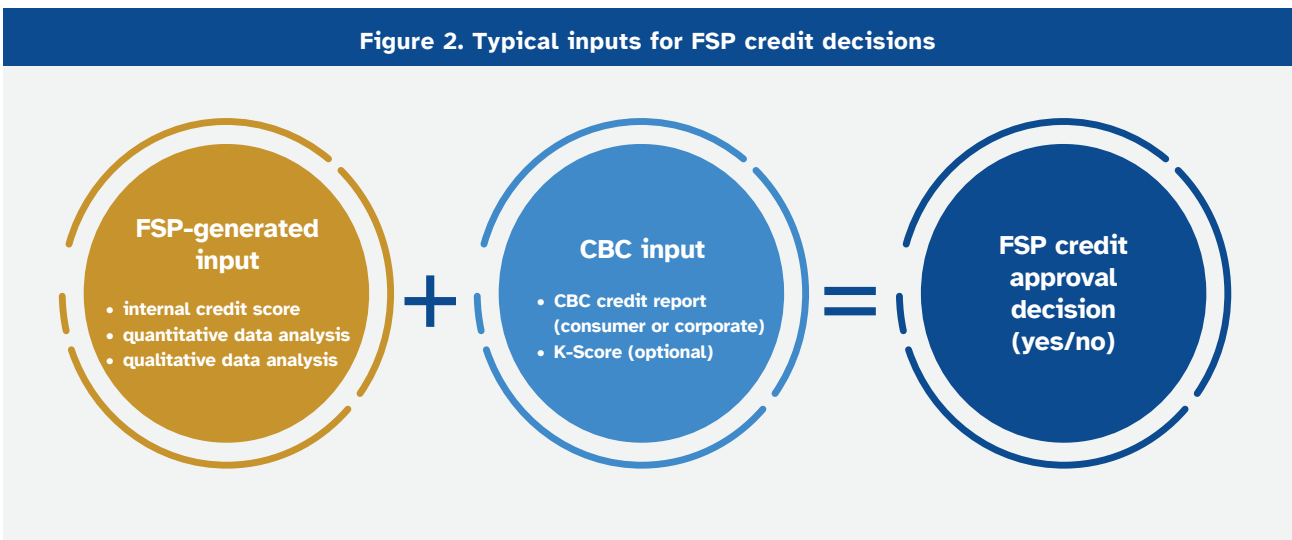 Figure 2. Typical inputs for FSP credit decisions
FSP-generated
input
• internal credit score
• quantitative data analysis
• qualitative data analysis
+
CBC input
• CBC credit report
(consumer or corporate)
• K-Score (optional)
=
FSP credit
approval
decision
(yes/no)